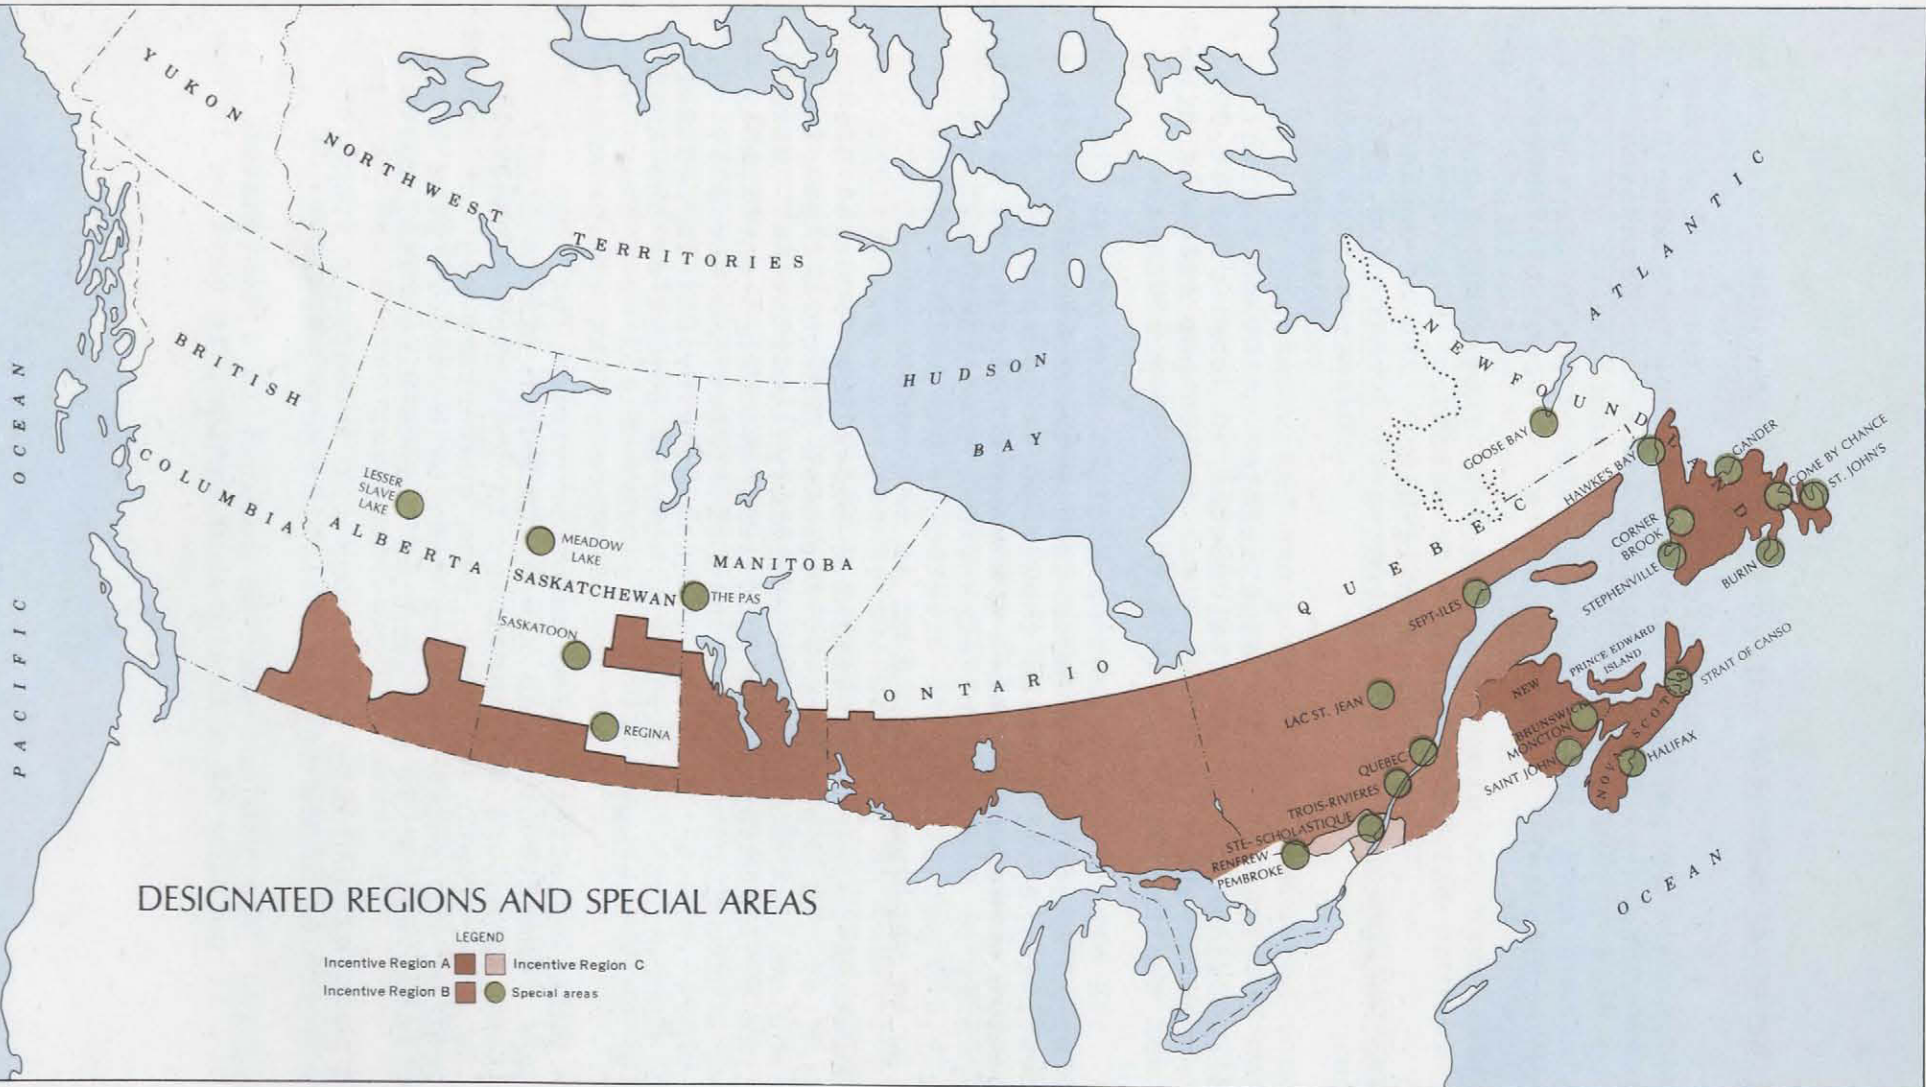 YUKON
NORTHWEST
TERRITORIES
ATLANTIC
BRITISH
COLUMBIA
HUDSON
BAY
PACIFIC OCEAN
NEWFOUNDLAND
GOOSE BAY
HAWKE'S BAY
GANDER
COME BY CHANCE
ST. JOHN'S
CORNER
BROOK
STEPHENVILLE
BURIN
LESSER
SLAVE
LAKE
ALBERTA
MEADOW
LAKE
SASKATCHEWAN
MANITOBA
THE PAS
SASKATOON
REGINA
ONTARIO
QUEBEC
SEPT-ILES
PRINCE EDWARD
ISLAND
STRAIT OF CANSO
LAC ST. JEAN
NEW
BRUNSWICK
MONCTON
SAINT JOHN
NOVA SCOTIA
HALIFAX
QUEBEC
TROIS-RIVIERES
STE-SCHOLASTIQUE
RENFREW
PEMBROKE
OCEAN
DESIGNATED REGIONS AND SPECIAL AREAS
LEGEND
Incentive Region A
Incentive Region C
Incentive Region B
Special areas